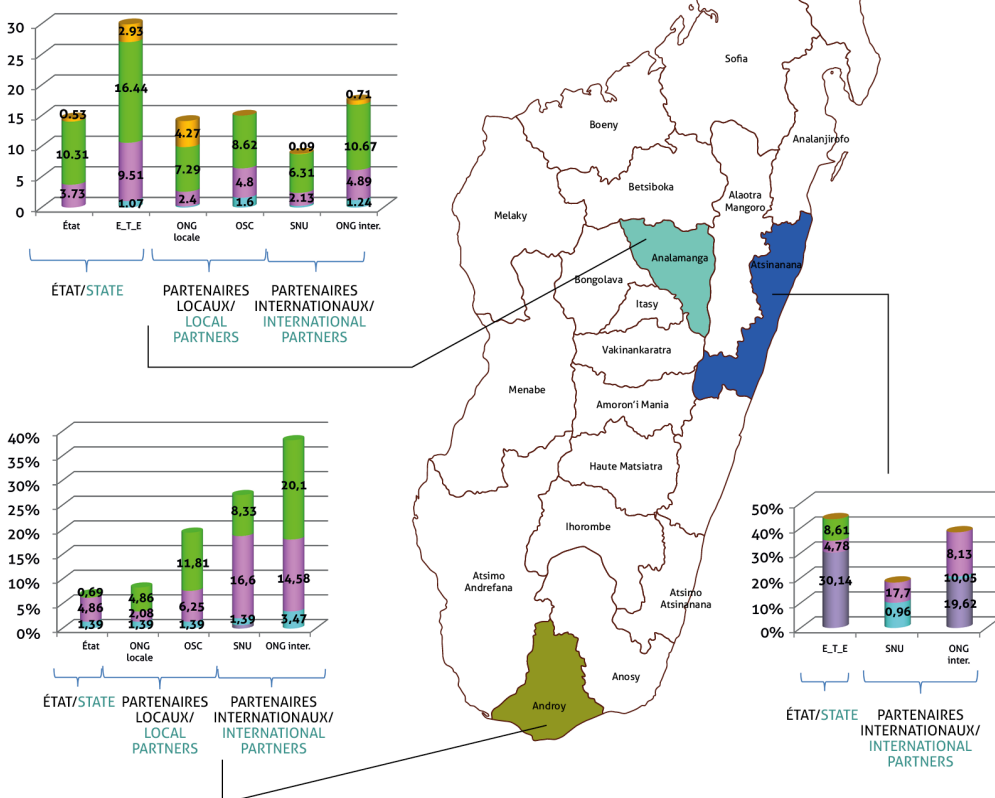 30
25
20
15
10
5
0
2.93
16.44
9.51
1.07
0.53
10.31
3.73
4.27
7.29
2.4
8.62
4.8
1.6
0.09
6.31
2.13
0.71
10.67
4.89
1.24
État
E_T_E
ONG
locale
OSC
SNU
ONG inter.
ÉTAT/STATE
PARTENAIRES
LOCAUX/
LOCAL
PARTNERS
PARTENAIRES
INTERNATIONAUX/
INTERNATIONAL
PARTNERS
Sofia
Boeny
Analanjirofo
Betsiboka
Alaotra
Mangoro
Melaky
Analamanga
Atsinanana
Bongolava
Itasy
Vakinankaratra
Menabe
Amoron'i Mania
Haute Matsiatra
Ihorombe
Atsimo
Andrefana
Atsimo
Atsinanana
Anosy
Androy
40%
35%
30%
25%
20%
15%
10%
5%
0%
0,69
4,86
1,39
4,86
2,08
1,39
11,81
6,25
1,39
8,33
16,6
1,39
20,1
14,58
3,47
État
ONG
locale
OSC
SNU
ONG inter.
ÉTAT/STATE
PARTENAIRES
LOCAUX/
LOCAL
PARTNERS
PARTENAIRES
INTERNATIONAUX/
INTERNATIONAL
PARTNERS
50%
40%
30%
20%
10%
0%
8,61
4,78
30,14
17,7
0,96
8,13
10,05
19,62
E_T_E
SNU
ONG
inter.
ÉTAT/STATE
PARTENAIRES
INTERNATIONAUX/
INTERNATIONAL
PARTNERS